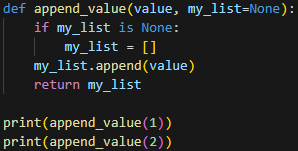 def append_value(value, my_list=None):
    if my_list is None:
        my_list = []
    my_list.append(value)
    return my_list

print(append_value(1))
print(append_value(2))